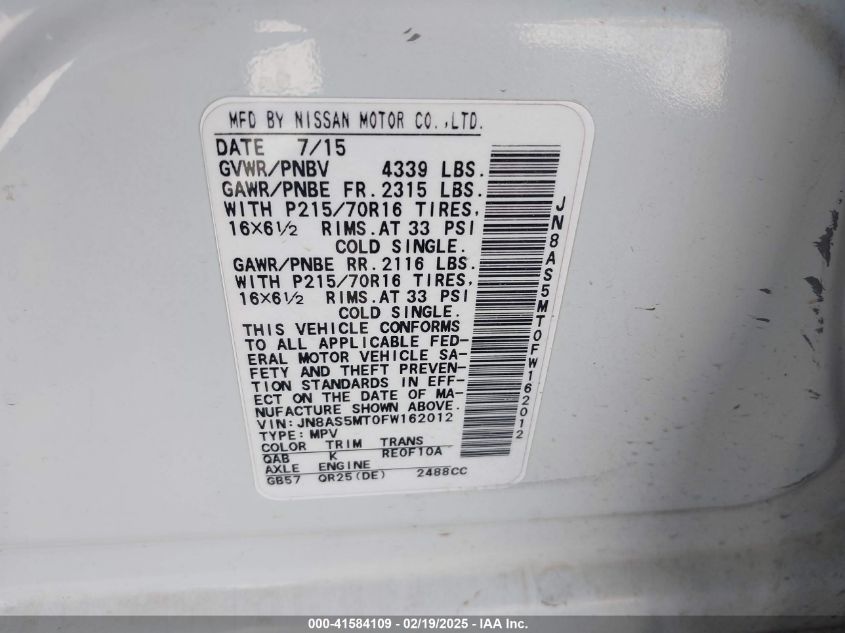 MFD BY NISSAN MOTOR CO.,LTD.
DATE 7/15
GVWR/PNBV 4339 LBS.
GAWR/PNBE FR.2315 LBS.
WITH P215/70R16 TIRES,
16×6½ RIMS.AT 33 PSI
COLD SINGLE.
GAWR/PNBE RR.2116 LBS.
WITH P215/70R16 TIRES,
16×6½ RIMS.AT 33 PSI
COLD SINGLE.
THIS VEHICLE CONFORMS
TO ALL APPLICABLE FED-
ERAL MOTOR VEHICLE SA-
FETY AND THEFT PREVEN-
TION STANDARDS IN EFF-
ECT ON THE DATE OF MA-
NUFACTURE SHOWN ABOVE.
VIN:JN8AS5MT0FW162012
TYPE:MPV
COLOR TRIM TRANS
QAB K RE0F10A
AXLE ENGINE
GB57 QR25(DE) 2488CC
JN8AS5MT0FW162012
000-41584109 - 02/19/2025 - IAA Inc.